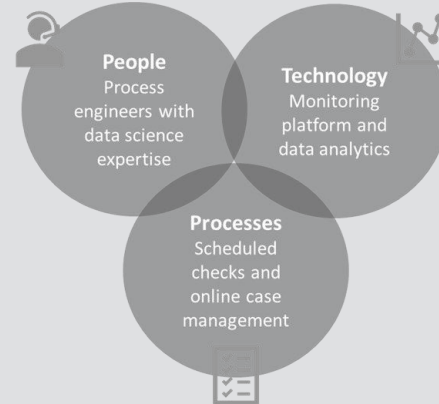 People
Process
engineers with
data science
expertise
Technology
Monitoring
platform and
data analytics
Processes
Scheduled
checks and
online case
management